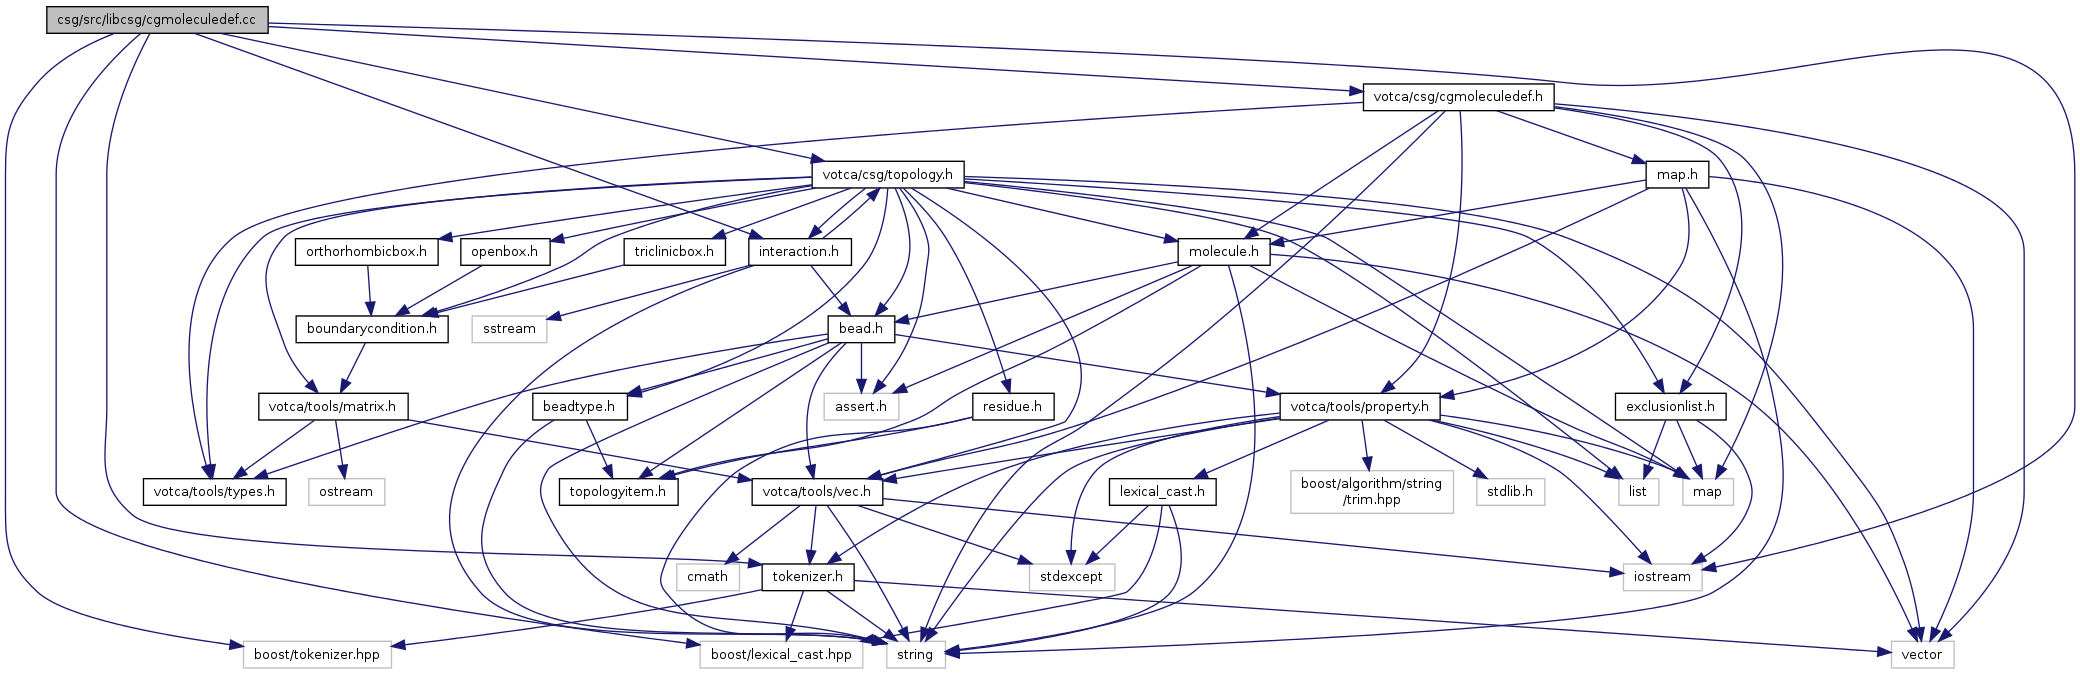 csg/src/libcsg/cgmoleculedef.cc
votca/csg/cgmoleculedef.h
votca/csg/topology.h
map.h
orthorhombicbox.h
openbox.h
triclinicbox.h
interaction.h
molecule.h
boundarycondition.h
sstream
bead.h
votca/tools/matrix.h
beadtype.h
assert.h
residue.h
votca/tools/property.h
exclusionlist.h
votca/tools/types.h
ostream
topologyitem.h
votca/tools/vec.h
lexical_cast.h
boost/algorithm/string
/trim.hpp
stdlib.h
list
map
cmath
tokenizer.h
stdexcept
iostream
boost/tokenizer.hpp
boost/lexical_cast.hpp
string
vector